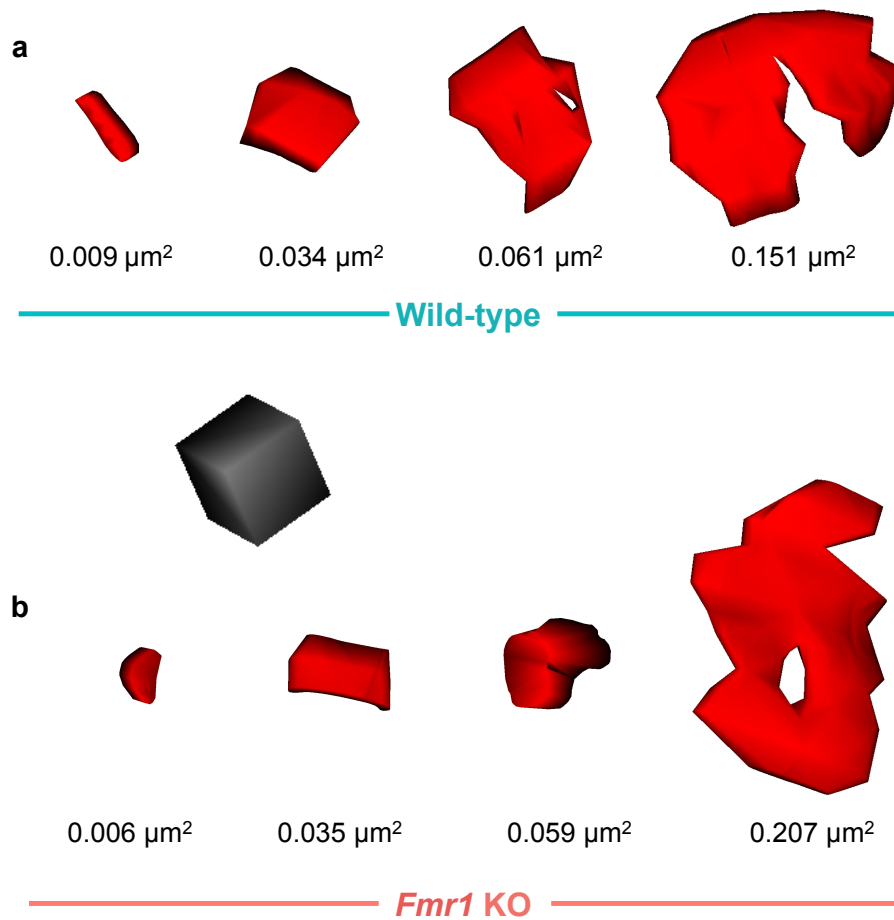 a
0.009 µm² 0.034 µm² 0.061 µm² 0.151 µm²
Wild-type
b
0.006 µm² 0.035 µm² 0.059 µm² 0.207 µm²
Fmr1 KO